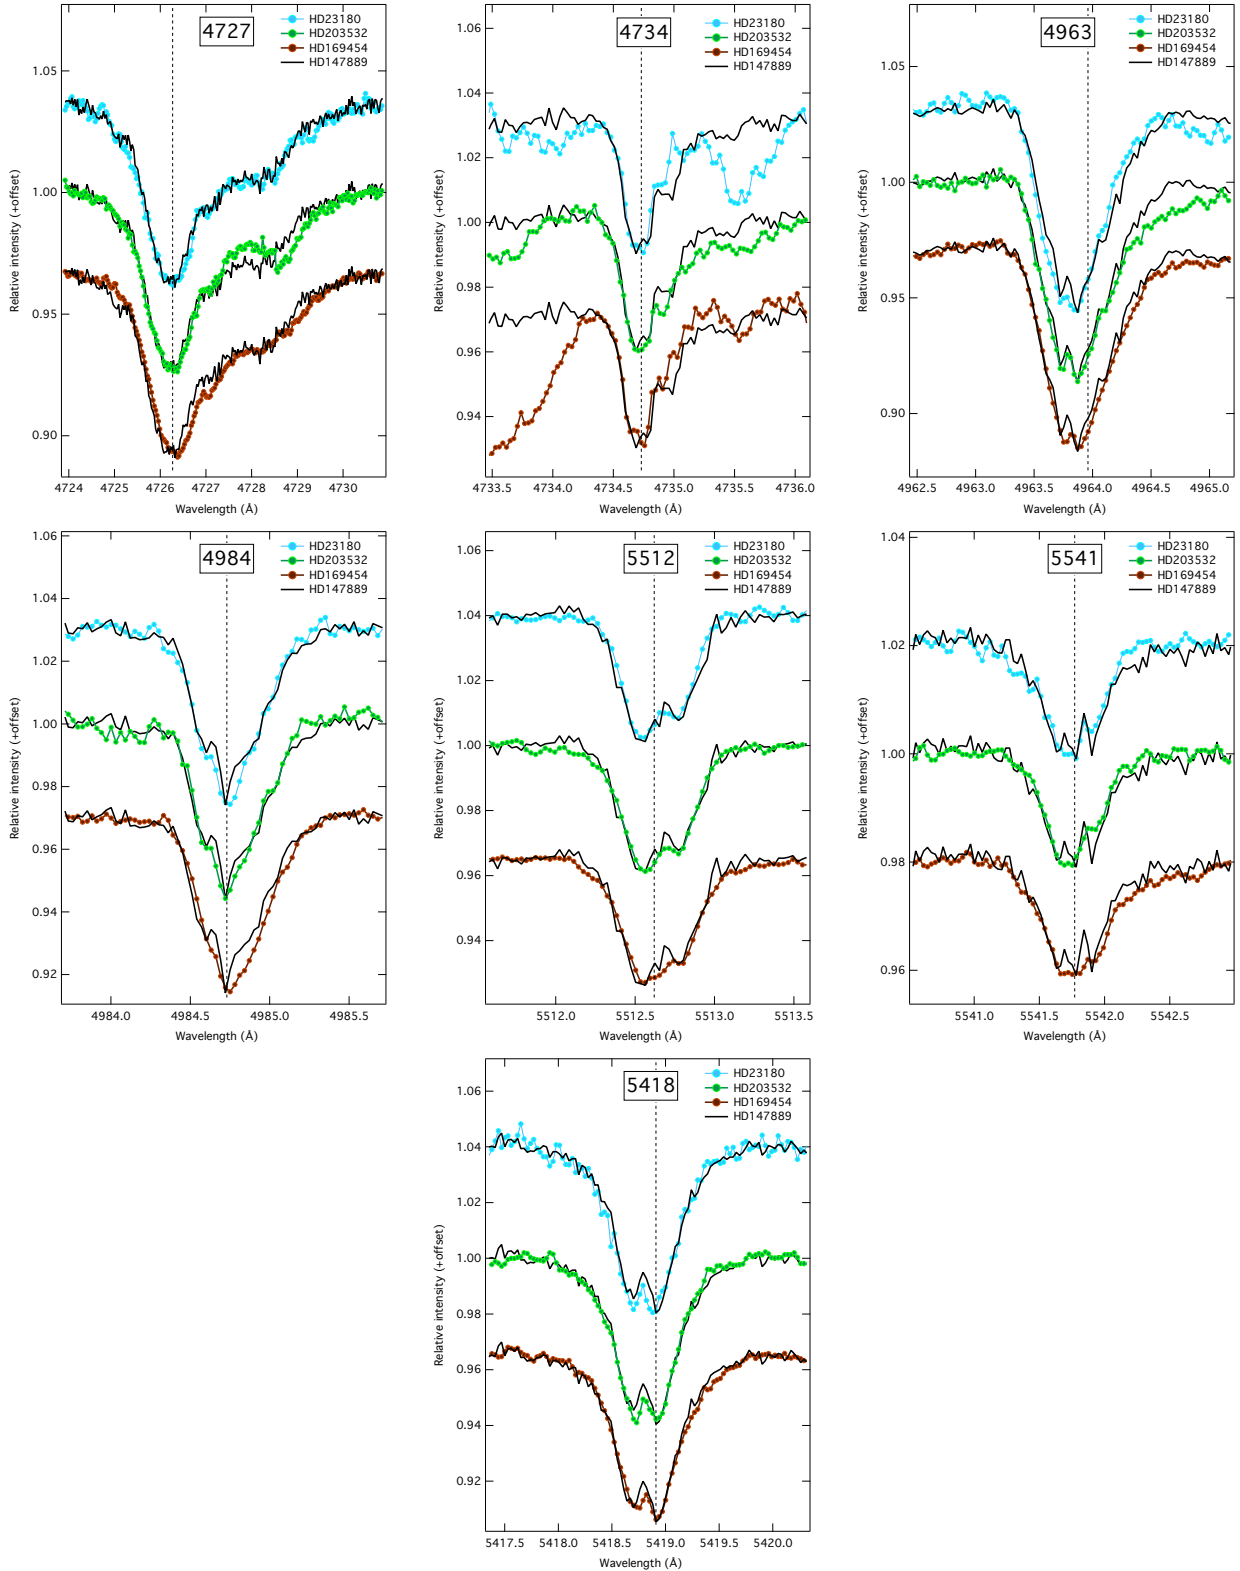 4727
HD23180
HD203532
HD169454
HD147889
1.05
1.00
0.95
0.90
Relative intensity (+offset)
4724 4725 4726 4727 4728 4729 4730
Wavelength (Å)
4734
HD23180
HD203532
HD169454
HD147889
1.06
1.04
1.02
1.00
0.98
0.96
0.94
Relative intensity (+offset)
4733.5 4734.0 4734.5 4735.0 4735.5 4736.0
Wavelength (Å)
4963
HD23180
HD203532
HD169454
HD147889
1.05
1.00
0.95
0.90
Relative intensity (+offset)
4962.5 4963.0 4963.5 4964.0 4964.5 4965.0
Wavelength (Å)
4984
HD23180
HD203532
HD169454
HD147889
1.06
1.04
1.02
1.00
0.98
0.96
0.94
0.92
Relative intensity (+offset)
4984.0 4984.5 4985.0 4985.5
Wavelength (Å)
5512
HD23180
HD203532
HD169454
HD147889
1.06
1.04
1.02
1.00
0.98
0.96
0.94
Relative intensity (+offset)
5512.0 5512.5 5513.0 5513.5
Wavelength (Å)
5541
HD23180
HD203532
HD169454
HD147889
1.04
1.02
1.00
0.98
0.96
Relative intensity (+offset)
5541.0 5541.5 5542.0 5542.5
Wavelength (Å)
5418
HD23180
HD203532
HD169454
HD147889
1.06
1.04
1.02
1.00
0.98
0.96
0.94
0.92
Relative intensity (+offset)
5417.5 5418.0 5418.5 5419.0 5419.5 5420.0
Wavelength (Å)